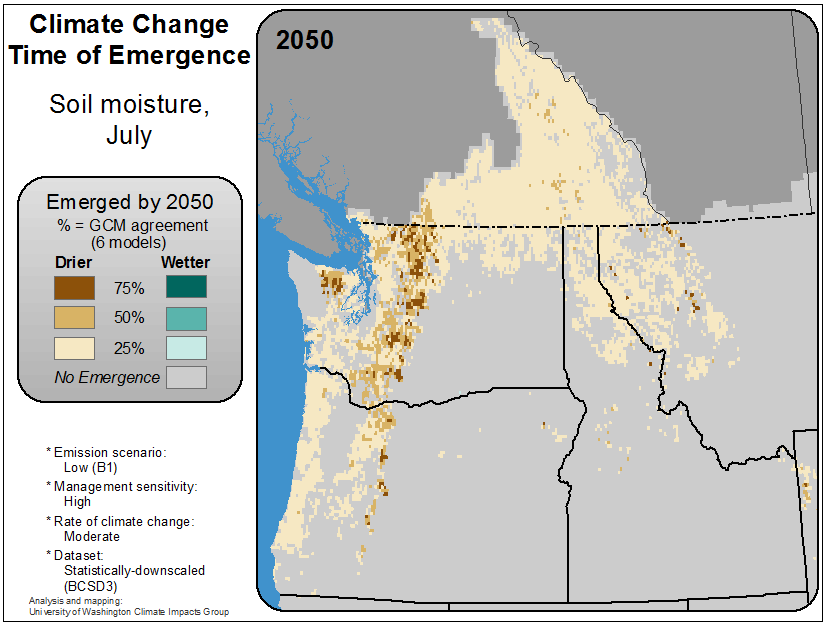 Climate Change
Time of Emergence
Soil moisture,
July
2050
Emerged by 2050
% = GCM agreement
(6 models)
Drier Wetter
75%
50%
25%
No Emergence
* Emission scenario:
Low (B1)
* Management sensitivity:
High
* Rate of climate change:
Moderate
* Dataset:
Statistically-downscaled
(BCSD3)
Analysis and mapping:
University of Washington Climate Impacts Group